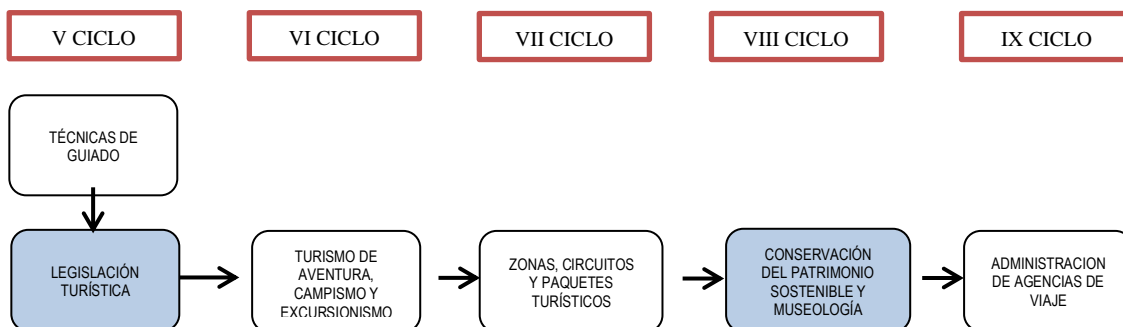 V CICLO
VI CICLO
VII CICLO
VIII CICLO
IX CICLO
TÉCNICAS DE
GUIADO
LEGISLACIÓN
TURÍSTICA
TURISMO DE
AVENTURA,
CAMPISMO Y
EXCURSIONISMO
ZONAS, CIRCUITOS
Y PAQUETES
TURÍSTICOS
CONSERVACIÓN
DEL PATRIMONIO
SOSTENIBLE Y
MUSEOLOGÍA
ADMINISTRACION
DE AGENCIAS DE
VIAJE